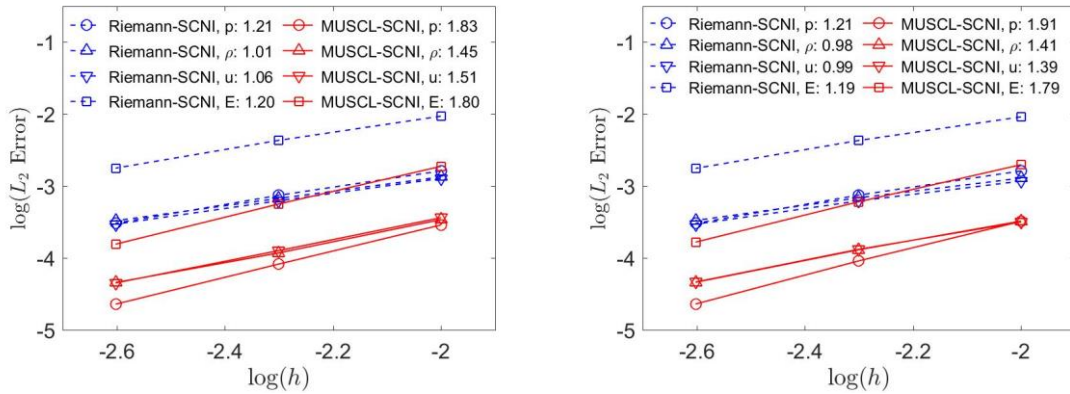 -1
-2
-3
-4
-5
log(L2 Error)
Riemann-SCNI, p: 1.21
Riemann-SCNI, ρ: 1.01
Riemann-SCNI, u: 1.06
Riemann-SCNI, E: 1.20
MUSCL-SCNI, p: 1.83
MUSCL-SCNI, ρ: 1.45
MUSCL-SCNI, u: 1.51
MUSCL-SCNI, E: 1.80
-2.6
-2.4
-2.2
-2
log(h)
-1
-2
-3
-4
-5
log(L2 Error)
Riemann-SCNI, p: 1.21
Riemann-SCNI, ρ: 0.98
Riemann-SCNI, u: 0.99
Riemann-SCNI, E: 1.19
MUSCL-SCNI, p: 1.91
MUSCL-SCNI, ρ: 1.41
MUSCL-SCNI, u: 1.39
MUSCL-SCNI, E: 1.79
-2.6
-2.4
-2.2
-2
log(h)